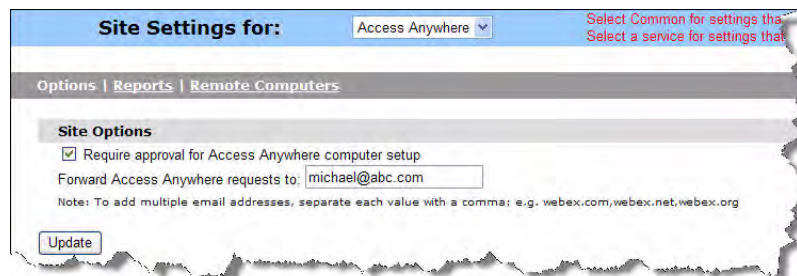 Site Settings for: Access Anywhere Select Common for settings
Select a service for settings that
Options | Reports | Remote Computers
Site Options
Require approval for Access Anywhere computer setup
Forward Access Anywhere requests to: michael@abc.com
Note: To add multiple email addresses, separate each value with a comma; e.g. webex.com,webex.net,webex.org
Update